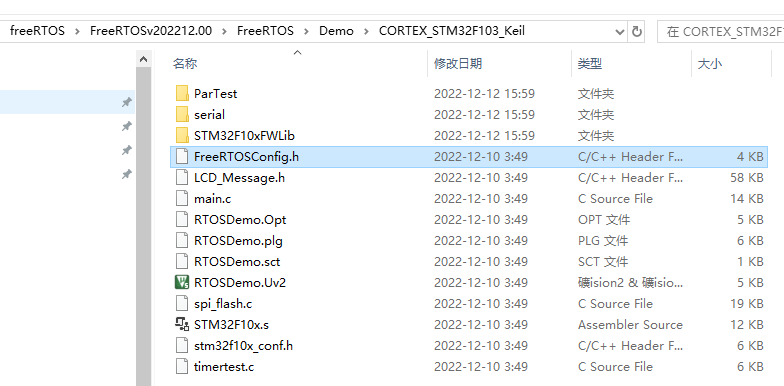 freeRTOS > FreeRTOSv202212.00 > FreeRTOS > Demo > CORTEX_STM32F103_Keil 在 CORTEX_STM32F1
名称 修改日期 类型 大小
ParTest 2022-12-12 15:59 文件夹
serial 2022-12-12 15:59 文件夹
STM32F10xFWLib 2022-12-12 15:59 文件夹
FreeRTOSConfig.h 2022-12-10 3:49 C/C++ Header F... 4 KB
LCD_Message.h 2022-12-10 3:49 C/C++ Header F... 58 KB
main.c 2022-12-10 3:49 C Source File 14 KB
RTOSDemo.Opt 2022-12-10 3:49 OPT 文件 5 KB
RTOSDemo.plg 2022-12-10 3:49 PLG 文件 6 KB
RTOSDemo.sct 2022-12-10 3:49 SCT 文件 1 KB
RTOSDemo.Uv2 2022-12-10 3:49 礦ision2 & 礦isio... 5 KB
spi_flash.c 2022-12-10 3:49 C Source File 19 KB
STM32F10x.s 2022-12-10 3:49 Assembler Source 12 KB
stm32f10x_conf.h 2022-12-10 3:49 C/C++ Header F... 6 KB
timertest.c 2022-12-10 3:49 C Source File 7 KB